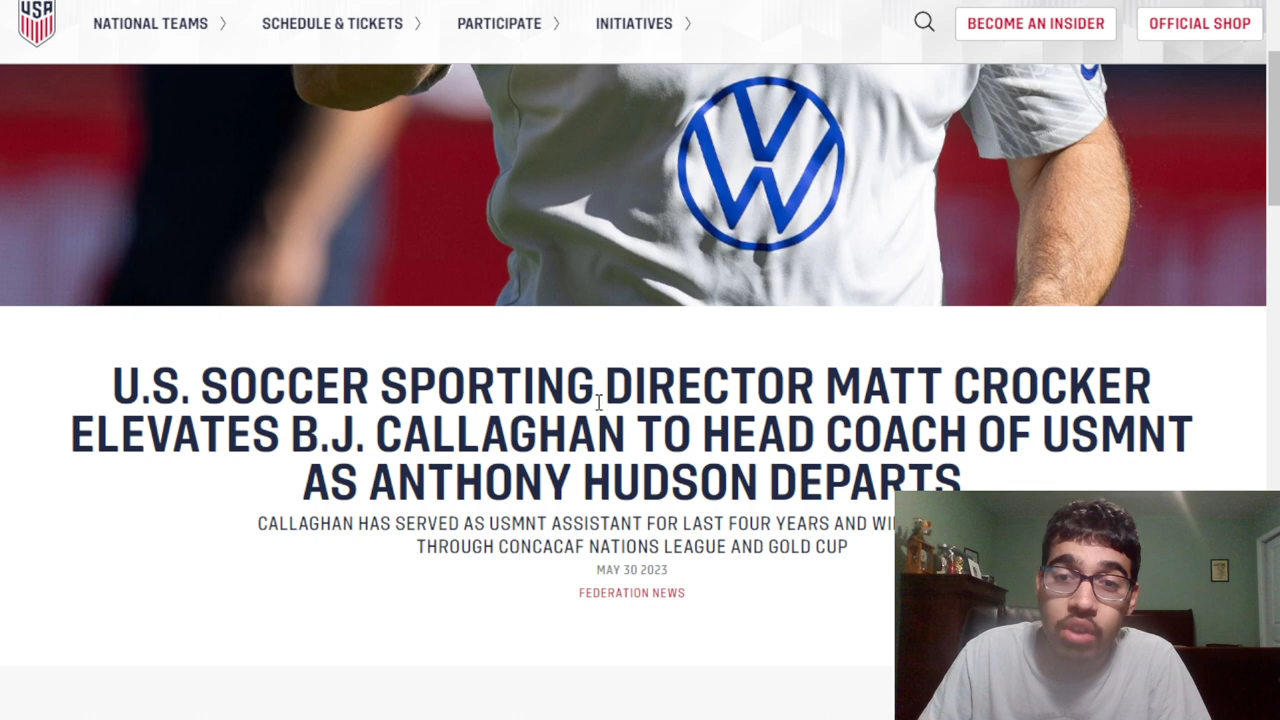 USA
NATIONAL TEAMS
SCHEDULE & TICKETS
PARTICIPATE
INITIATIVES
BECOME AN INSIDER
OFFICIAL SHOP
U.S. SOCCER SPORTING DIRECTOR MATT CROCKER
ELEVATES B.J. CALLAGHAN TO HEAD COACH OF USMNT
AS ANTHONY HUDSON DEPARTS
CALLAGHAN HAS SERVED AS USMNT ASSISTANT FOR LAST FOUR YEARS AND
THROUGH CONCACAF NATIONS LEAGUE AND GOLD CUP
MAY 30 2023
FEDERATION NEWS